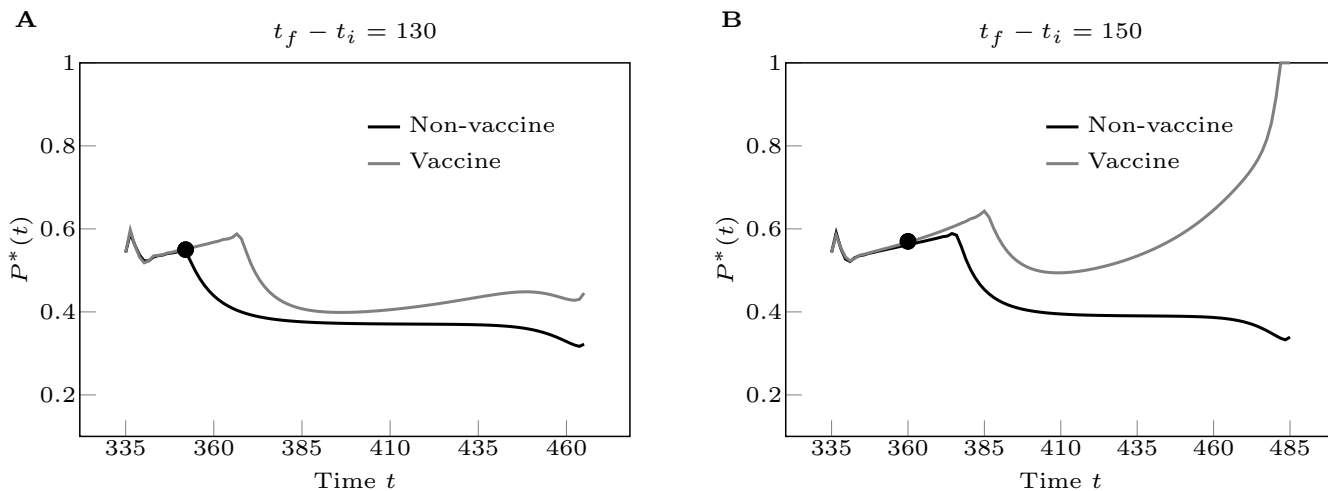 A
t_f − t_i = 130
1
0.8
0.6
0.4
0.2
P*(t)
Non-vaccine
Vaccine
335 360 385 410 435 460
Time t
B
t_f − t_i = 150
1
0.8
0.6
0.4
0.2
P*(t)
Non-vaccine
Vaccine
335 360 385 410 435 460 485
Time t